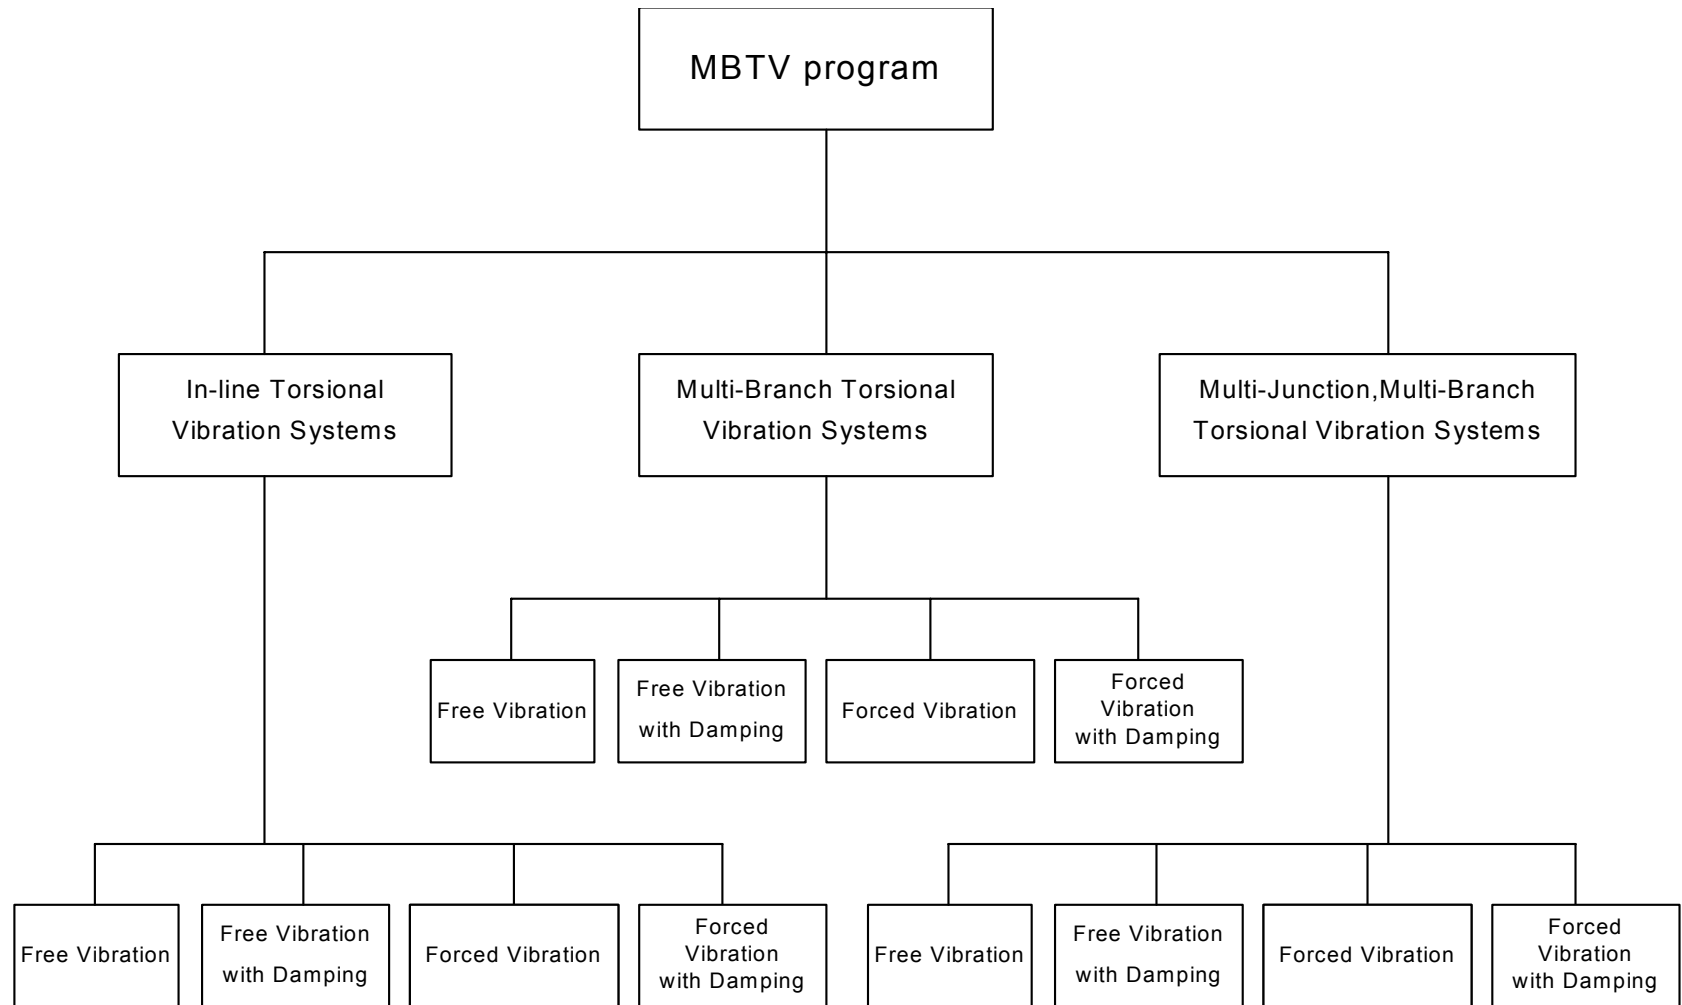 MBTV program
In-line Torsional
Vibration Systems
Multi-Branch Torsional
Vibration Systems
Multi-Junction,Multi-Branch
Torsional Vibration Systems
Free Vibration
Free Vibration
with Damping
Forced Vibration
Forced
Vibration
with Damping
Free Vibration
Free Vibration
with Damping
Forced Vibration
Forced
Vibration
with Damping
Free Vibration
Free Vibration
with Damping
Forced Vibration
Forced
Vibration
with Damping